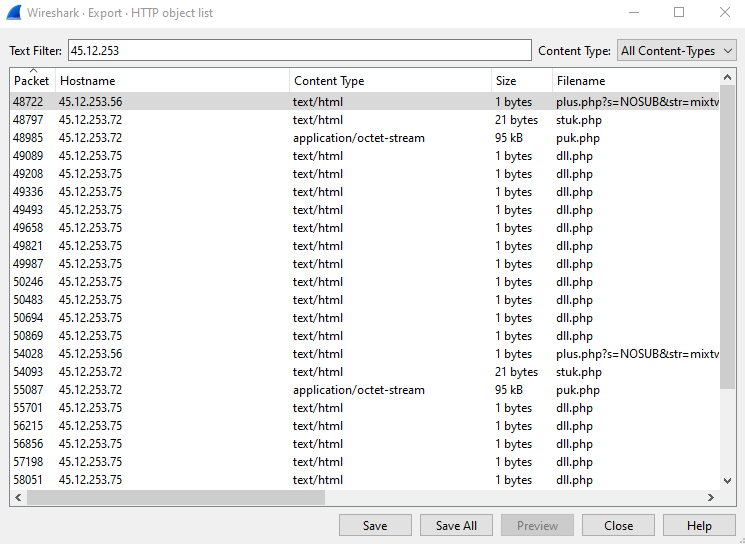 Wireshark · Export · HTTP object list
Text Filter: 45.12.253 Content Type: All Content-Types
Packet Hostname Content Type Size Filename
48722 45.12.253.56 text/html 1 bytes plus.php?s=NOSUB&str=mixtw
48797 45.12.253.72 text/html 21 bytes stuk.php
48985 45.12.253.72 application/octet-stream 95 kB puk.php
49089 45.12.253.75 text/html 1 bytes dll.php
49208 45.12.253.75 text/html 1 bytes dll.php
49336 45.12.253.75 text/html 1 bytes dll.php
49493 45.12.253.75 text/html 1 bytes dll.php
49658 45.12.253.75 text/html 1 bytes dll.php
49821 45.12.253.75 text/html 1 bytes dll.php
49987 45.12.253.75 text/html 1 bytes dll.php
50246 45.12.253.75 text/html 1 bytes dll.php
50483 45.12.253.75 text/html 1 bytes dll.php
50694 45.12.253.75 text/html 1 bytes dll.php
50869 45.12.253.75 text/html 1 bytes dll.php
54028 45.12.253.56 text/html 1 bytes plus.php?s=NOSUB&str=mixtw
54093 45.12.253.72 text/html 21 bytes stuk.php
55087 45.12.253.72 application/octet-stream 95 kB puk.php
55701 45.12.253.75 text/html 1 bytes dll.php
56215 45.12.253.75 text/html 1 bytes dll.php
56856 45.12.253.75 text/html 1 bytes dll.php
57198 45.12.253.75 text/html 1 bytes dll.php
58051 45.12.253.75 text/html 1 bytes dll.php
Save Save All Preview Close Help